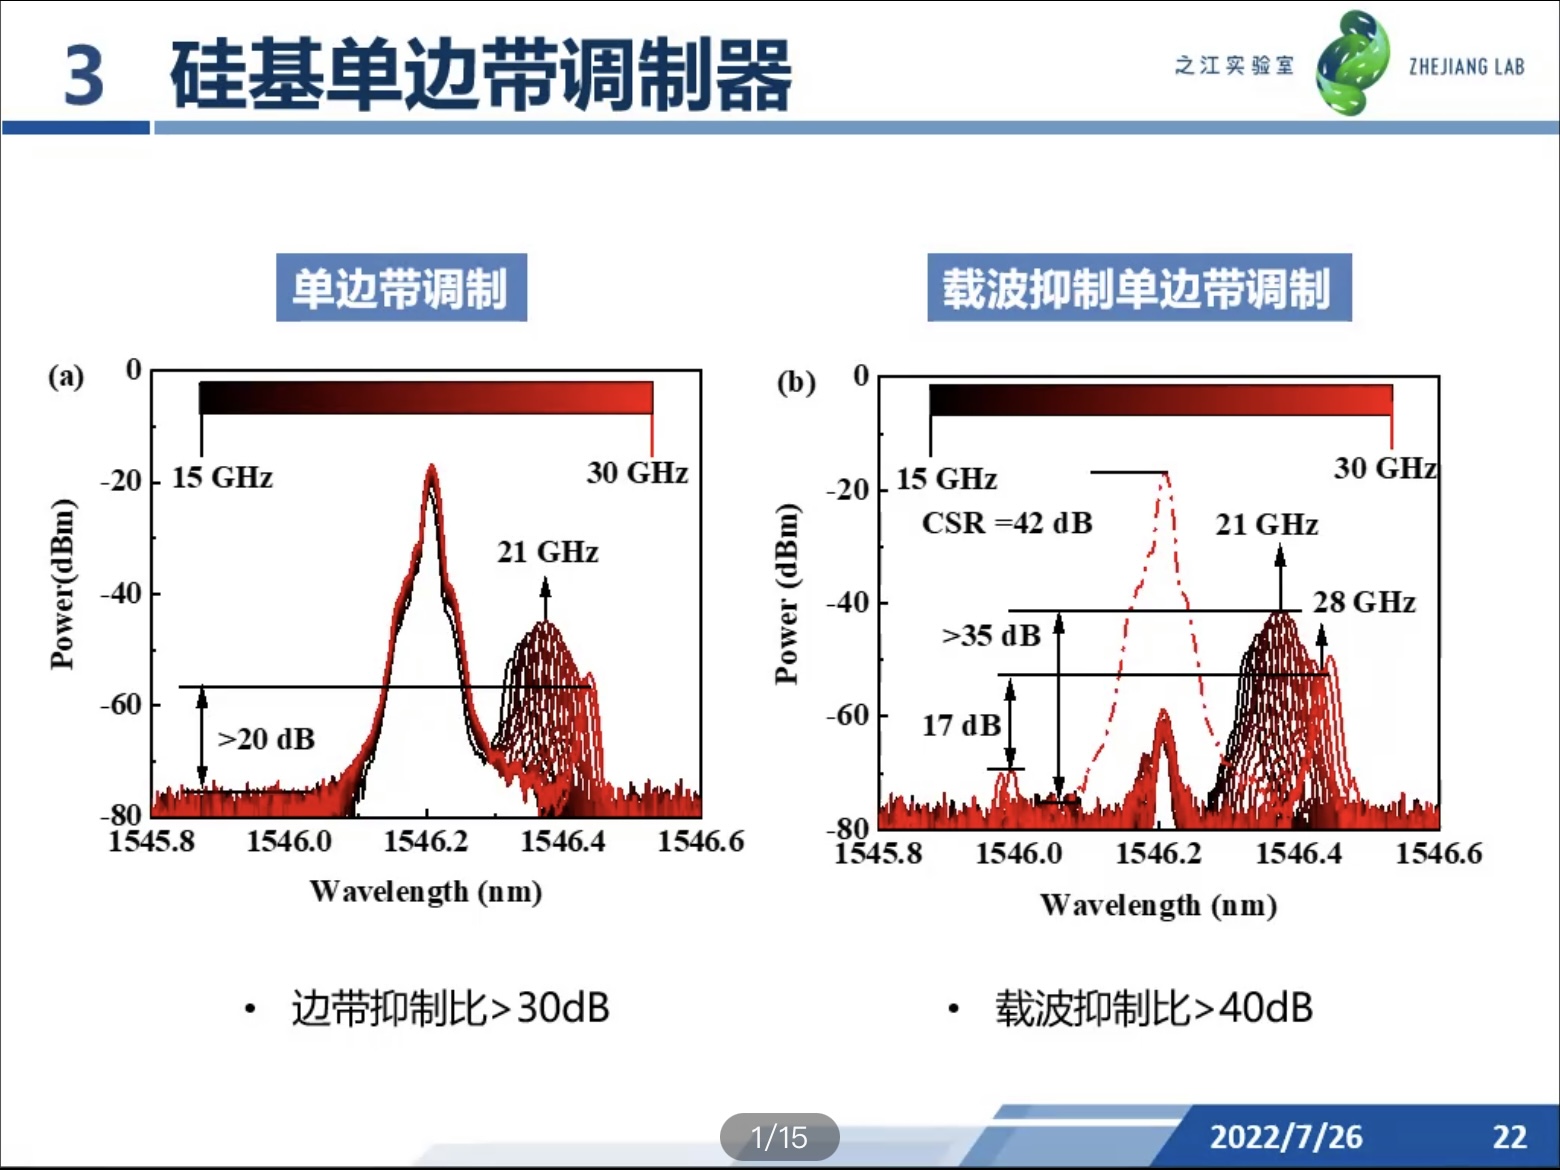 3 硅基单边带调制器
之江实验室
ZHEJIANG LAB
单边带调制
载波抑制单边带调制
(a)
0
-20
-40
-60
-80
Power(dBm)
15 GHz
30 GHz
21 GHz
>20 dB
1545.8 1546.0 1546.2 1546.4 1546.6
Wavelength (nm)
(b)
0
-20
-40
-60
-80
Power (dBm)
15 GHz
30 GHz
CSR =42 dB
21 GHz
28 GHz
>35 dB
17 dB
1545.8 1546.0 1546.2 1546.4 1546.6
Wavelength (nm)
• 边带抑制比>30dB
• 载波抑制比>40dB
1/15
2022/7/26
22